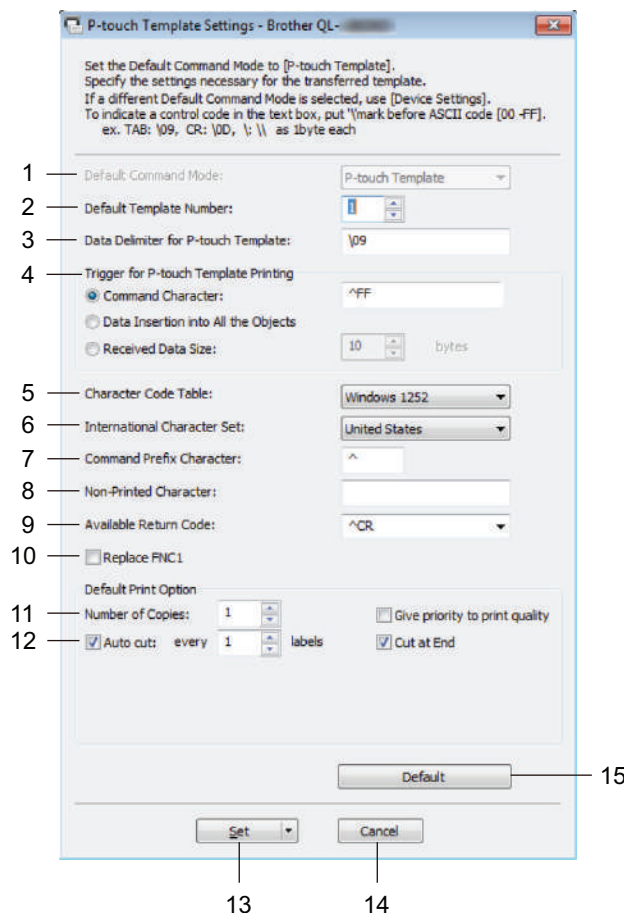 P-touch Template Settings - Brother QL-
Set the Default Command Mode to [P-touch Template].
Specify the settings necessary for the transferred template.
If a different Default Command Mode is selected, use [Device Settings].
To indicate a control code in the text box, put '\'mark before ASCII code [00 -FF].
ex. TAB: \09, CR: \0D, \: \\ as 1byte each
1 Default Command Mode: P-touch Template
2 Default Template Number: 1
3 Data Delimiter for P-touch Template: \09
4 Trigger for P-touch Template Printing
Command Character: ^FF
Data Insertion into All the Objects
Received Data Size: 10 bytes
5 Character Code Table: Windows 1252
6 International Character Set: United States
7 Command Prefix Character: ^
8 Non-Printed Character:
9 Available Return Code: ^CR
10 Replace FNC1
Default Print Option
11 Number of Copies: 1 Give priority to print quality
12 Auto cut: every 1 labels Cut at End
Default 15
Set Cancel
13 14